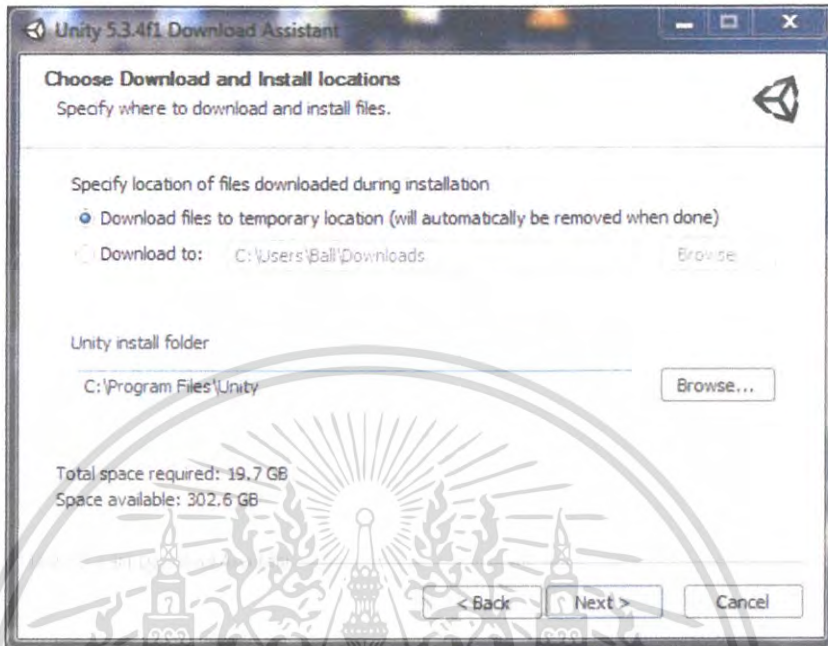 Unity 5.3.4f1 Download Assistant
Choose Download and Install locations
Specify where to download and install files.
Specify location of files downloaded during installation
Download files to temporary location (will automatically be removed when done)
Download to: C:\Users\Ball\Downloads Browse
Unity install folder
C:\Program Files\Unity Browse...
Total space required: 19.7 GB
Space available: 302.6 GB
< Back Next > Cancel